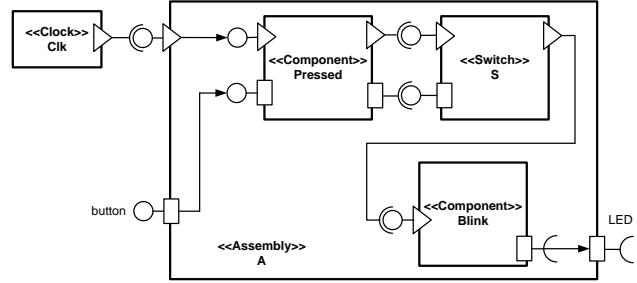 <<Clock>>
Clk
<<Component>>
Pressed
<<Switch>>
S
button
<<Component>>
Blink
LED
<<Assembly>>
A